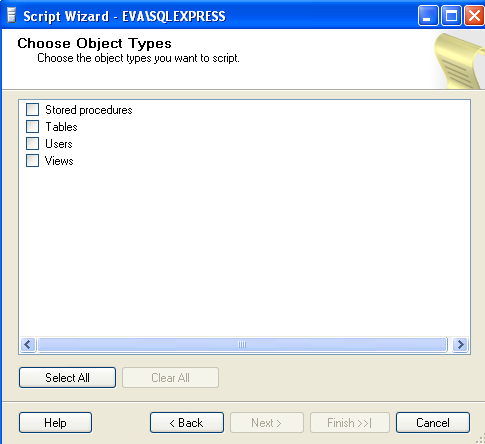 Script Wizard - EVA\SQLEXPRESS
Choose Object Types
Choose the object types you want to script.
Stored procedures
Tables
Users
Views
Select All
Clear All
Help
< Back
Next >
Finish >>|
Cancel